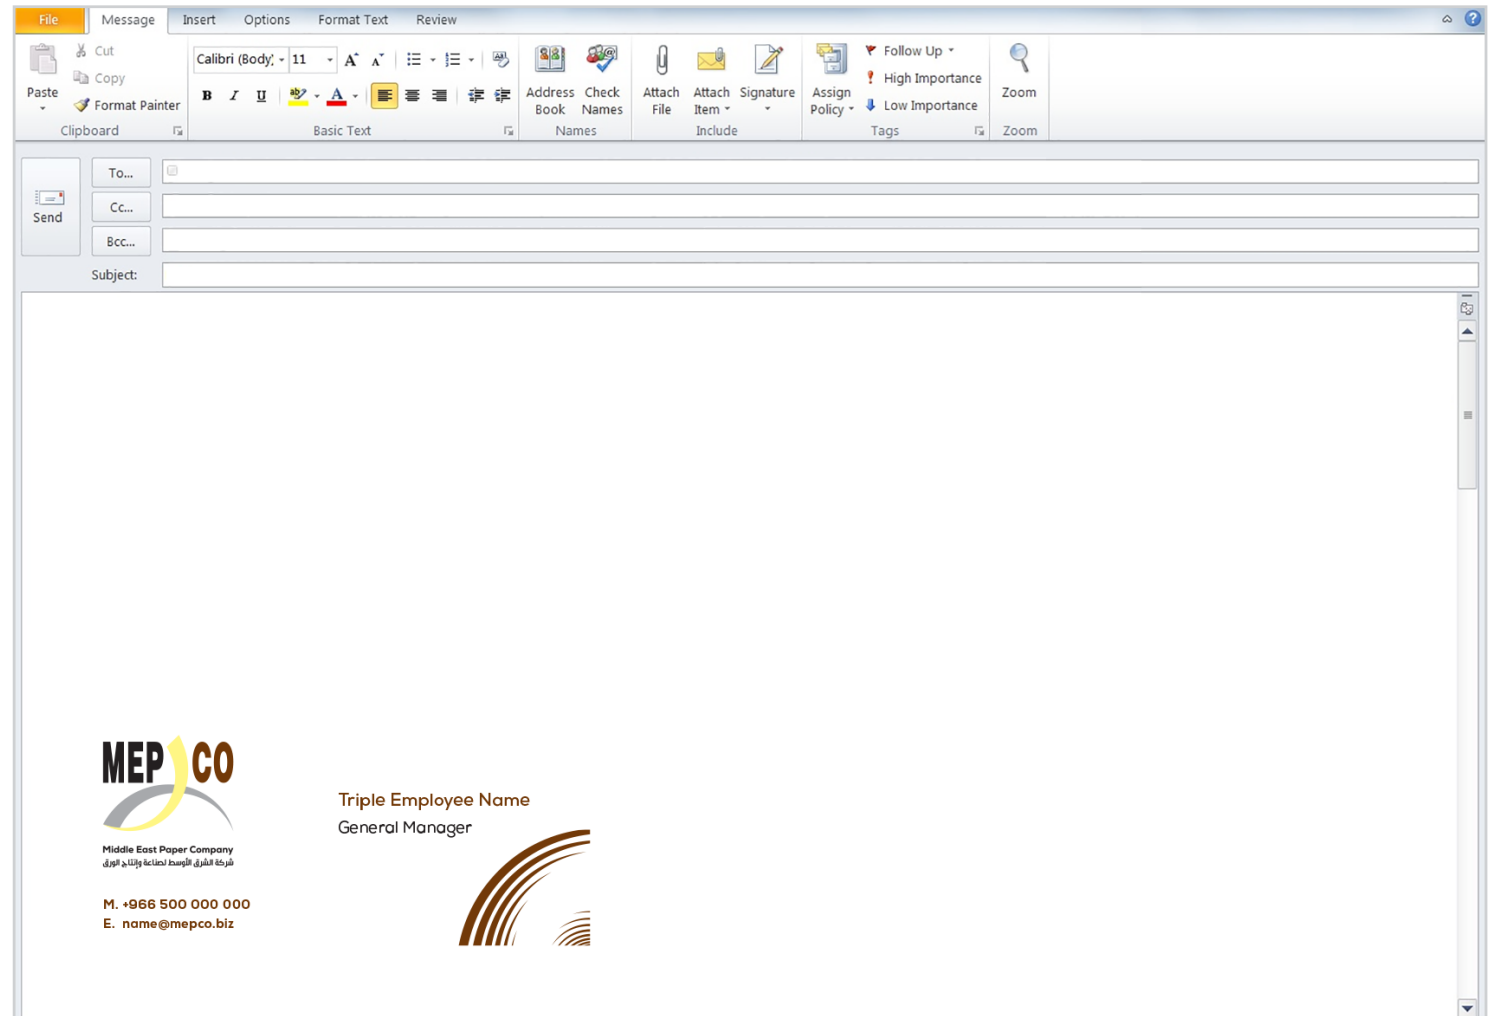 File Message Insert Options Format Text Review
Cut
Copy
Format Painter
Paste
Clipboard
Calibri (Body) 11
B I U ab A
Basic Text
Address Book
Check Names
Names
Attach File
Attach Item
Signature
Include
Assign Policy
Follow Up
High Importance
Low Importance
Tags
Zoom
Zoom
Send
To...
Cc...
Bcc...
Subject:
MEPCO
Middle East Paper Company
شركة الشرق الأوسط لصناعة وإنتاج الورق
M. +966 500 000 000
E. name@mepco.biz
Triple Employee Name
General Manager